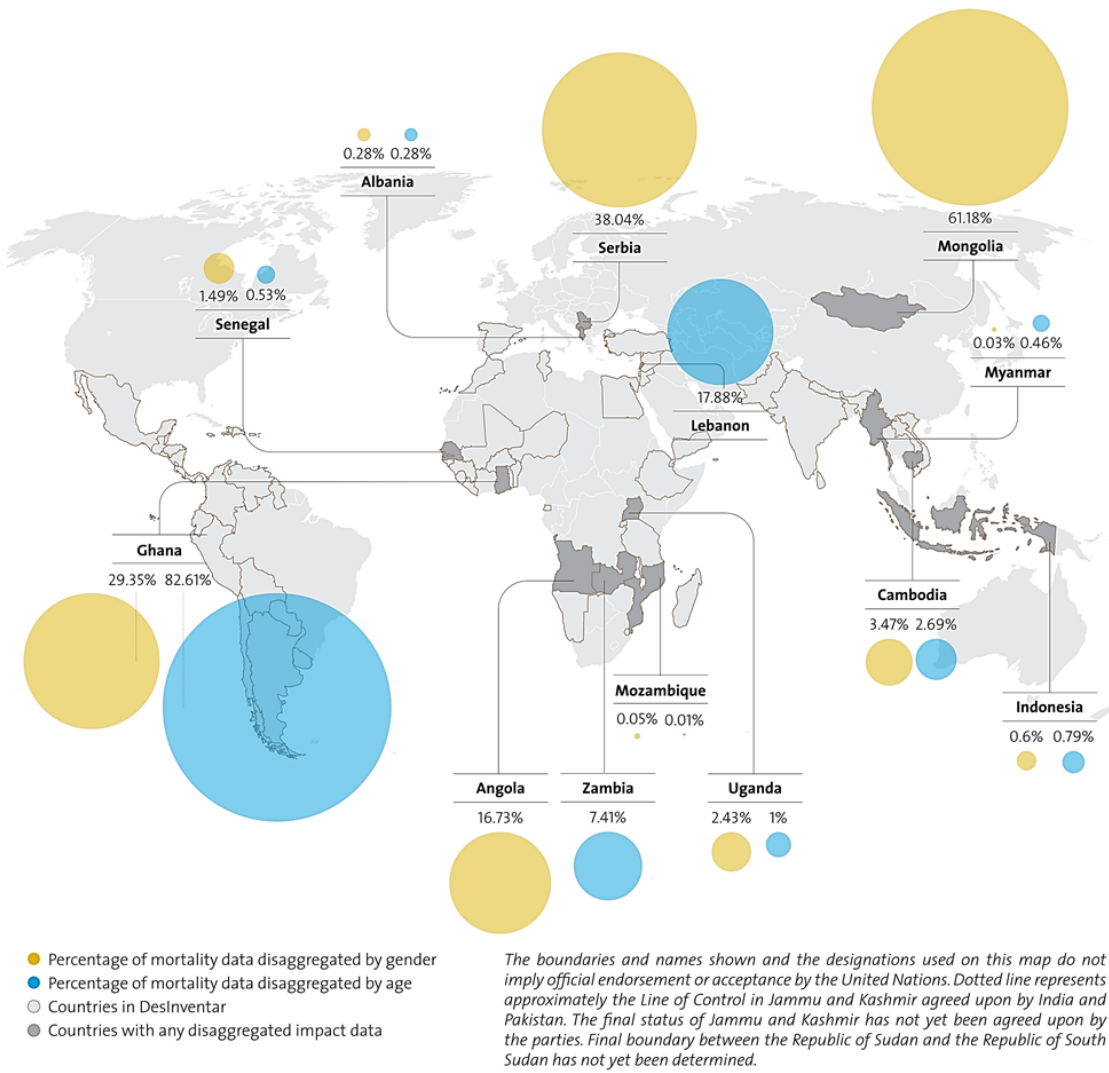 0.28% 0.28%
Albania
38.04%
Serbia
61.18%
Mongolia
1.49% 0.53%
Senegal
0.03% 0.46%
Myanmar
17.88%
Lebanon
Ghana
29.35% 82.61%
Cambodia
3.47% 2.69%
Mozambique
0.05% 0.01%
Indonesia
0.6% 0.79%
Angola
16.73%
Zambia
7.41%
Uganda
2.43% 1%
Percentage of mortality data disaggregated by gender
Percentage of mortality data disaggregated by age
Countries in DesInventar
Countries with any disaggregated impact data
The boundaries and names shown and the designations used on this map do not
imply official endorsement or acceptance by the United Nations. Dotted line represents
approximately the Line of Control in Jammu and Kashmir agreed upon by India and
Pakistan. The final status of Jammu and Kashmir has not yet been agreed upon by
the parties. Final boundary between the Republic of Sudan and the Republic of South
Sudan has not yet been determined.